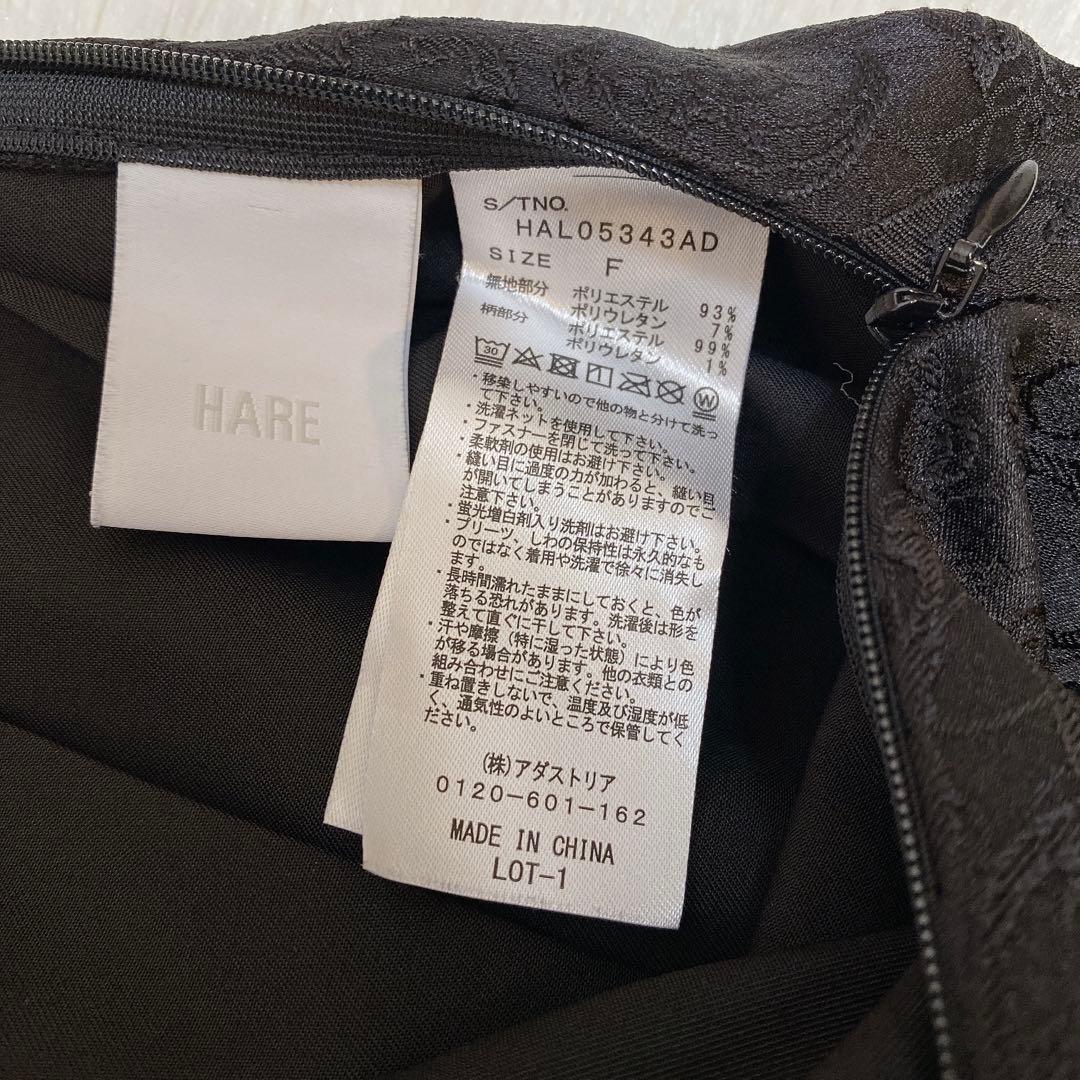 HARE
S/TNO.
HAL05343AD
SIZE F
無地部分 ポリエステル 93%
ポリウレタン 7%
柄部分 ポリエステル 99%
ポリウレタン 1%
30 W
・移染しやすいので他の物と分けて洗っ
て下さい。
・洗濯ネットを使用して下さい。
・ファスナーを閉じて洗って下さい。
・柔軟剤の使用はお避け下さい。
・縫い目に過度の力が加わると、縫い目
が開いてしまうことがありますのでご
注意下さい。
・蛍光増白剤入り洗剤はお避け下さい。
・プリーツ、しわの保持性は永久的なも
のではなく着用や洗濯で徐々に消失し
ます。
・長時間濡れたままにしておくと、色が
落ちる恐れがあります。洗濯後は形を
整えて直ぐに干して下さい。
・汗や摩擦(特に湿った状態)により色
が移る場合があります。他の衣類との
組み合わせにご注意ください。
・重ね置きしないで、温度及び湿度が低
く、通気性のよいところで保管してく
ださい。
(株)アダストリア
0120-601-162
MADE IN CHINA
LOT-1